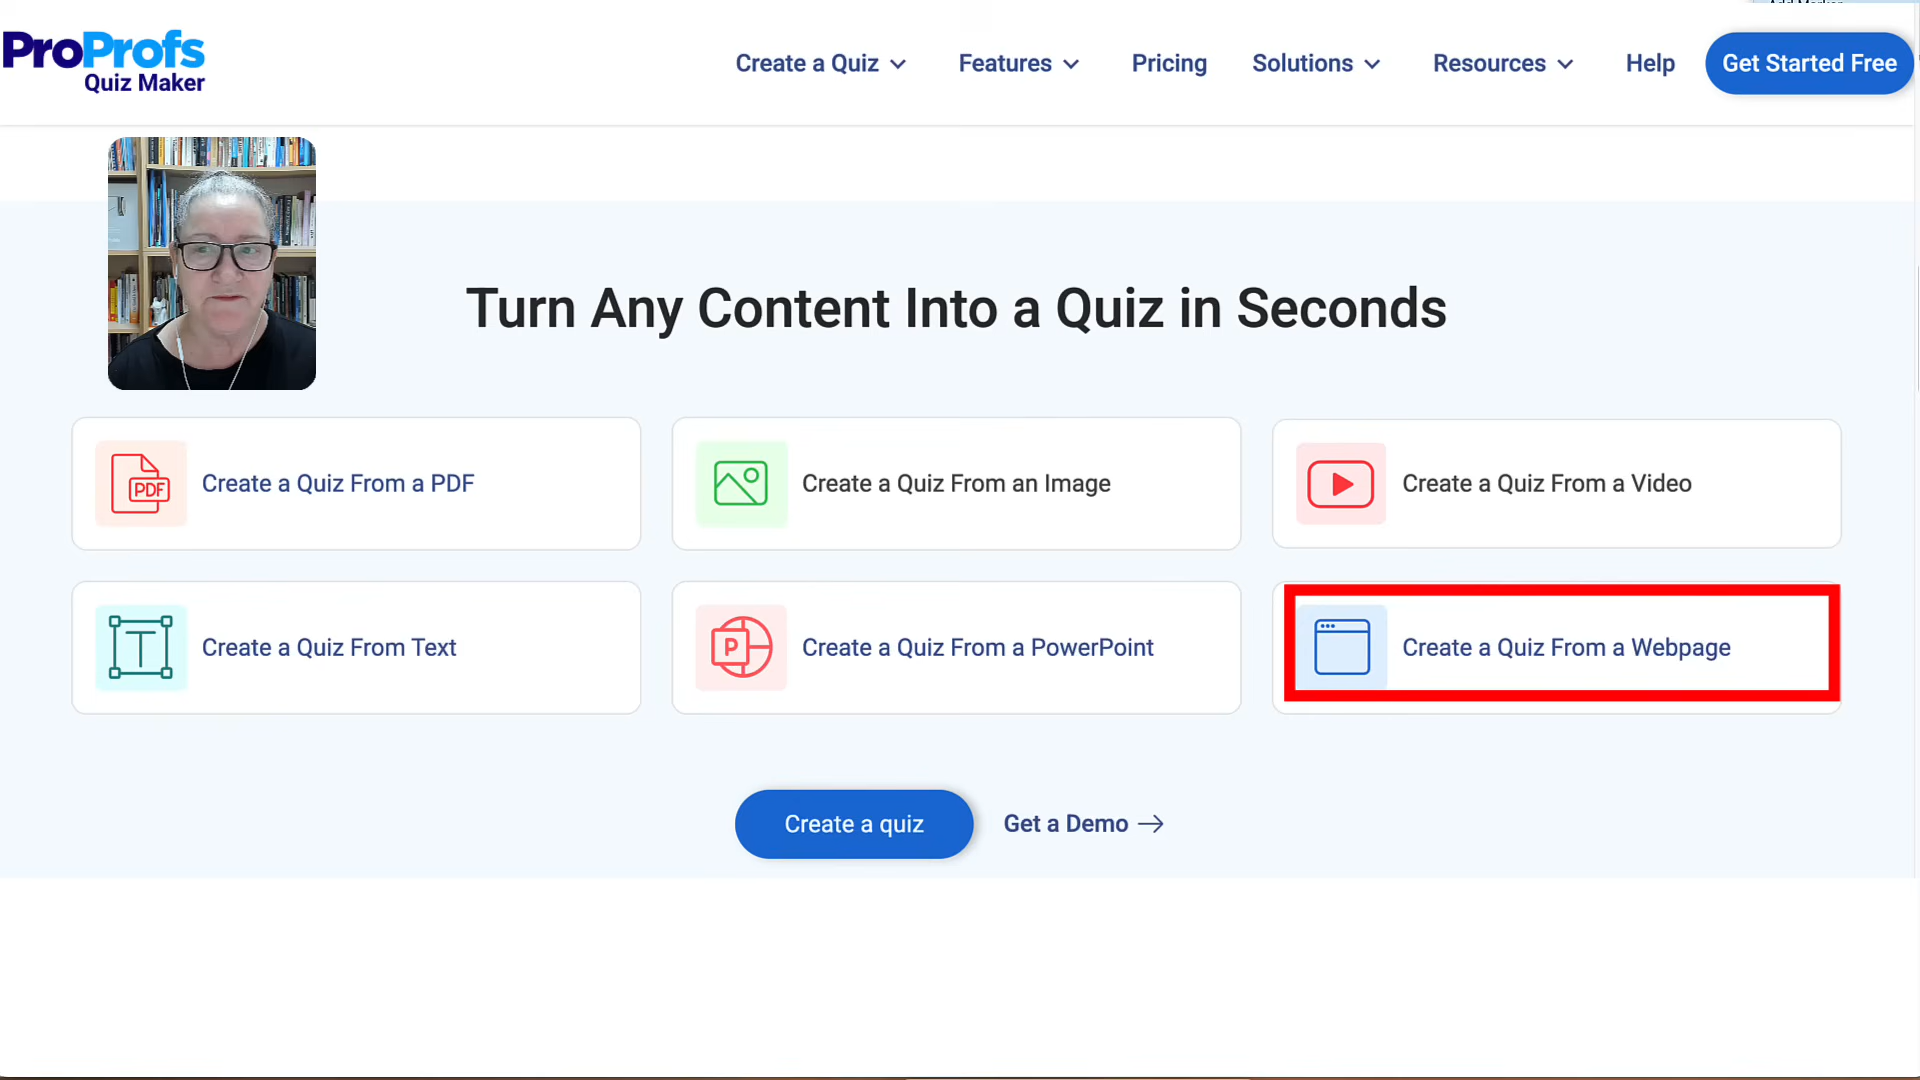 ProProfs
Quiz Maker
Create a Quiz
Features
Pricing
Solutions
Resources
Help
Get Started Free
Turn Any Content Into a Quiz in Seconds
PDF
Create a Quiz From a PDF
Create a Quiz From an Image
Create a Quiz From a Video
T
Create a Quiz From Text
P
Create a Quiz From a PowerPoint
Create a Quiz From a Webpage
Create a quiz
Get a Demo